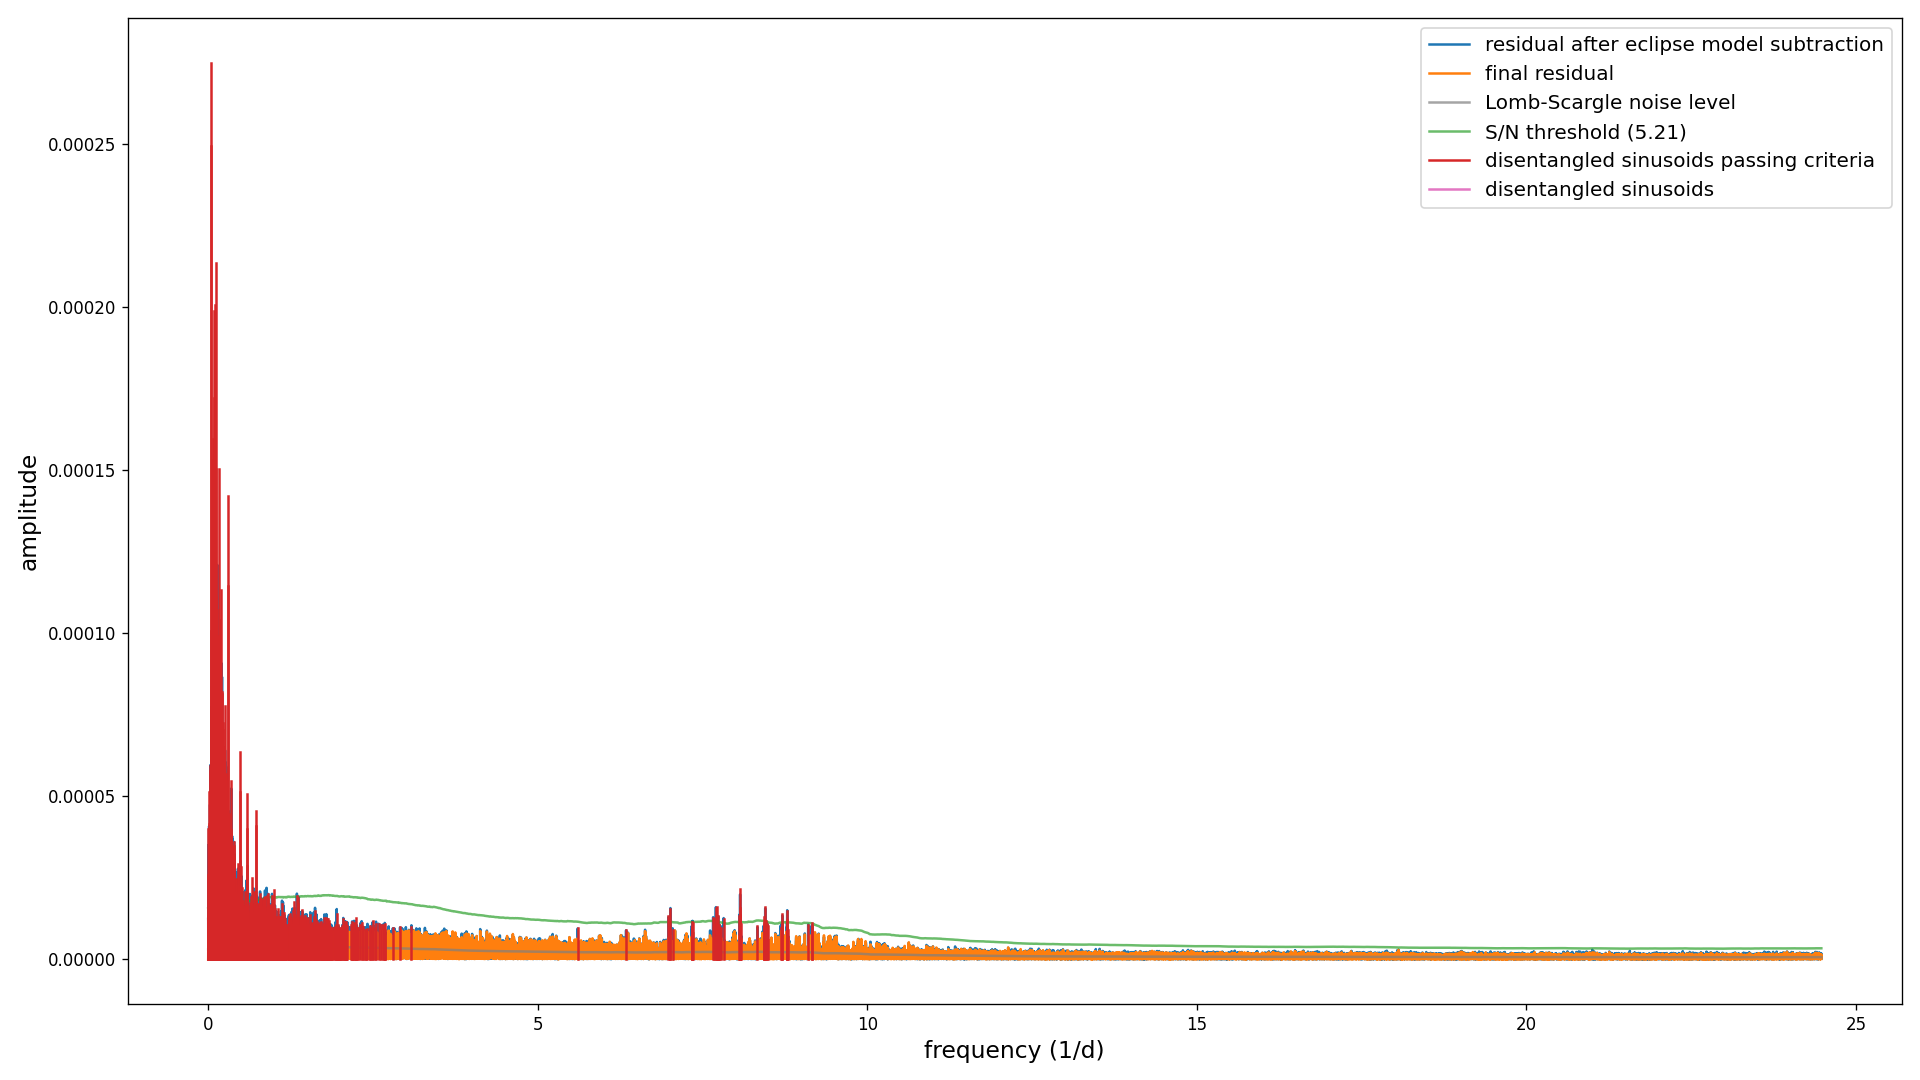 residual after eclipse model subtraction
final residual
Lomb-Scargle noise level
S/N threshold (5.21)
disentangled sinusoids passing criteria
disentangled sinusoids
amplitude
0.00025
0.00020
0.00015
0.00010
0.00005
0.00000
0 5 10 15 20 25
frequency (1/d)